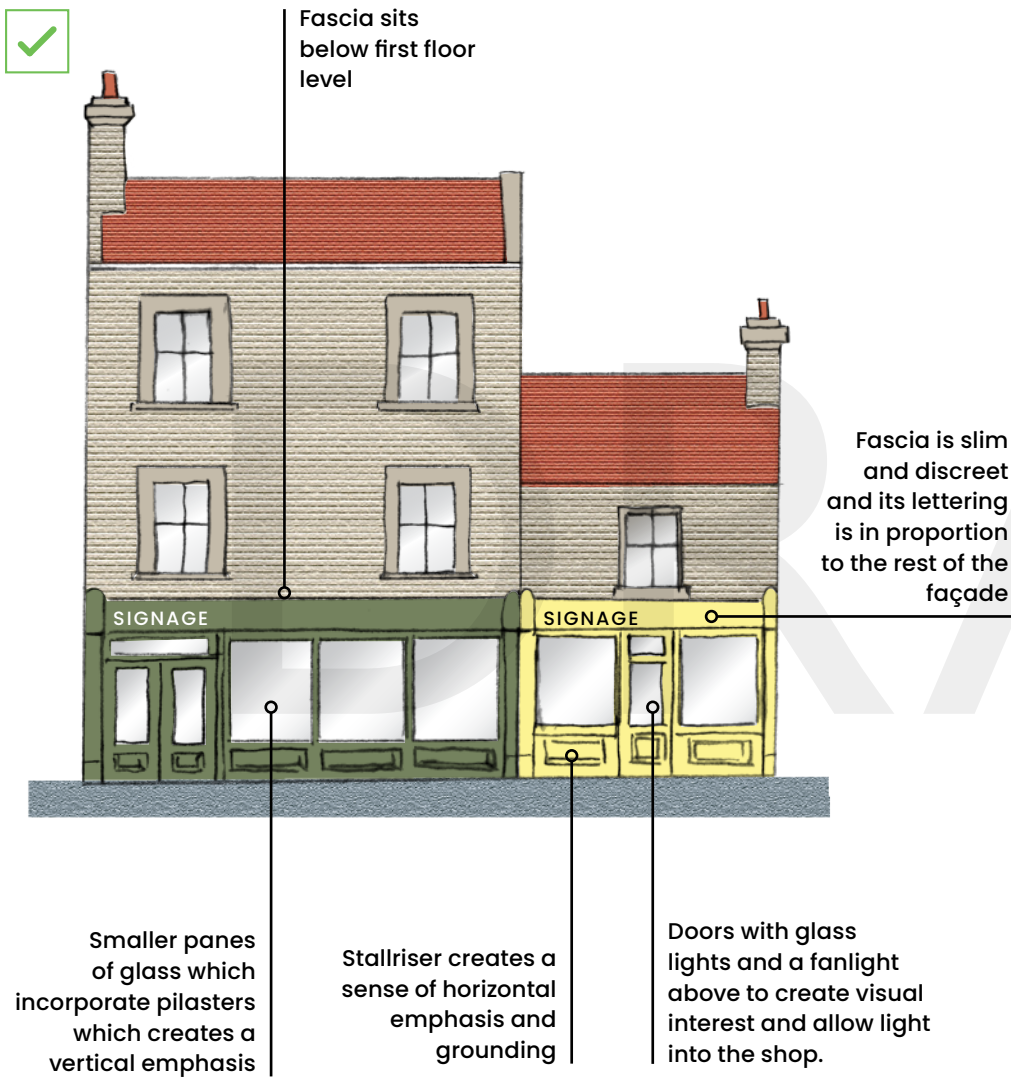 Fascia sits
below first floor
level
Fascia is slim
and discreet
and its lettering
is in proportion
to the rest of the
façade
SIGNAGE
SIGNAGE
DRA
Smaller panes
of glass which
incorporate pilasters
which creates a
vertical emphasis
Stallriser creates a
sense of horizontal
emphasis and
grounding
Doors with glass
lights and a fanlight
above to create visual
interest and allow light
into the shop.